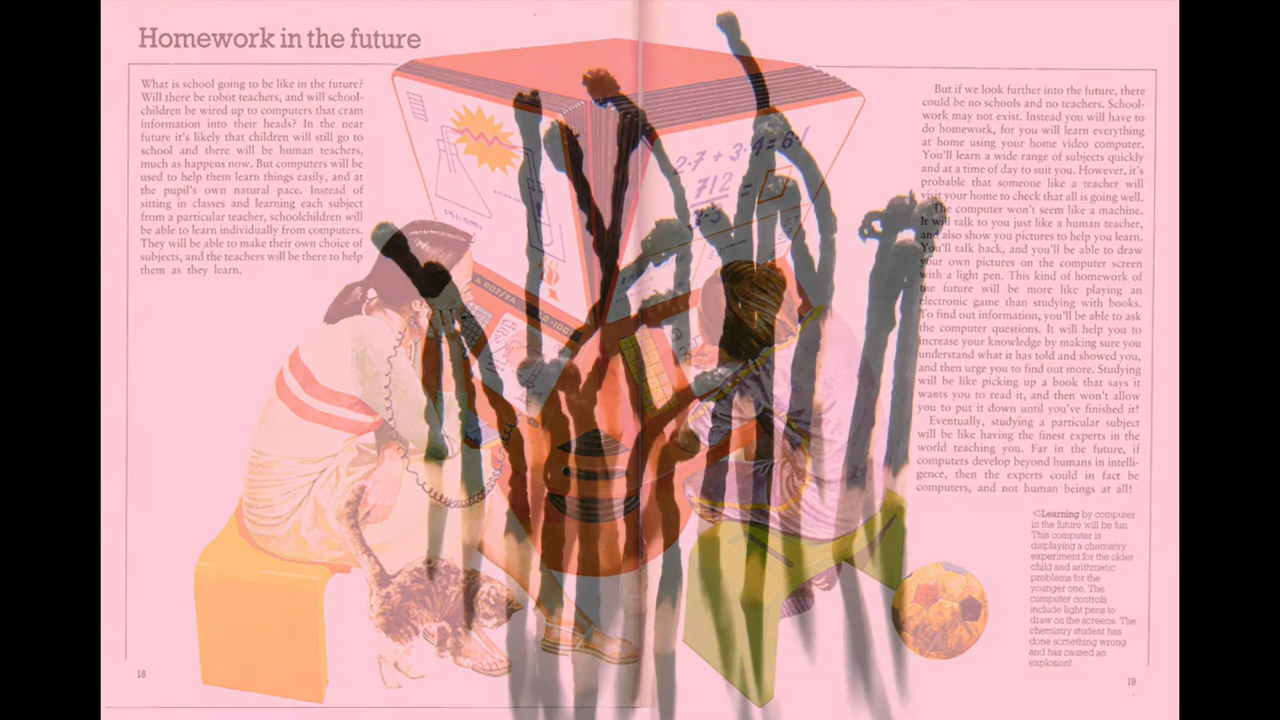 Homework in the future
What is school going to be like in the future?
Will there be robot teachers, and will school-
children be wired up to computers that cram
information into their heads? In the near
future it's likely that children will still go to
school and there will be human teachers,
much as happens now. But computers will be
used to help them learn things easily, and at
the pupil's own natural pace. Instead of
sitting in classes and learning each subject
from a particular teacher, schoolchildren will
be able to learn individually from computers.
They will be able to make their own choice of
subjects, and the teachers will be there to help
them as they learn.
2·7 + 3·4 = 6·1
712
3·3
But if we look further into the future, there
could be no schools and no teachers. School-
work may not exist. Instead you will have to
do homework, for you will learn everything
at home using your home video computer.
You'll learn a wide range of subjects quickly
and at a time of day to suit you. However, it's
probable that someone like a teacher will
visit your home to check that all is going well.
The computer won't seem like a machine.
It will talk to you just like a human teacher,
and also show you pictures to help you learn.
You'll talk back, and you'll be able to draw
your own pictures on the computer screen
with a light pen. This kind of homework of
the future will be more like playing an
electronic game than studying with books.
To find out information, you'll be able to ask
the computer questions. It will help you to
increase your knowledge by making sure you
understand what it has told and showed you,
and then urge you to find out more. Studying
will be like picking up a book that says it
wants you to read it, and then won't allow
you to put it down until you've finished it!
Eventually, studying a particular subject
will be like having the finest experts in the
world teaching you. Far in the future, if
computers develop beyond humans in intelli-
gence, then the experts could in fact be
computers, and not human beings at all!
◁Learning by computer
in the future will be fun.
This computer is
displaying a chemistry
experiment for the older
child and arithmetic
problems for the
younger one. The
computer controls
include light pens to
draw on the screens. The
chemistry student has
done something wrong
and has caused an
explosion!
18
19